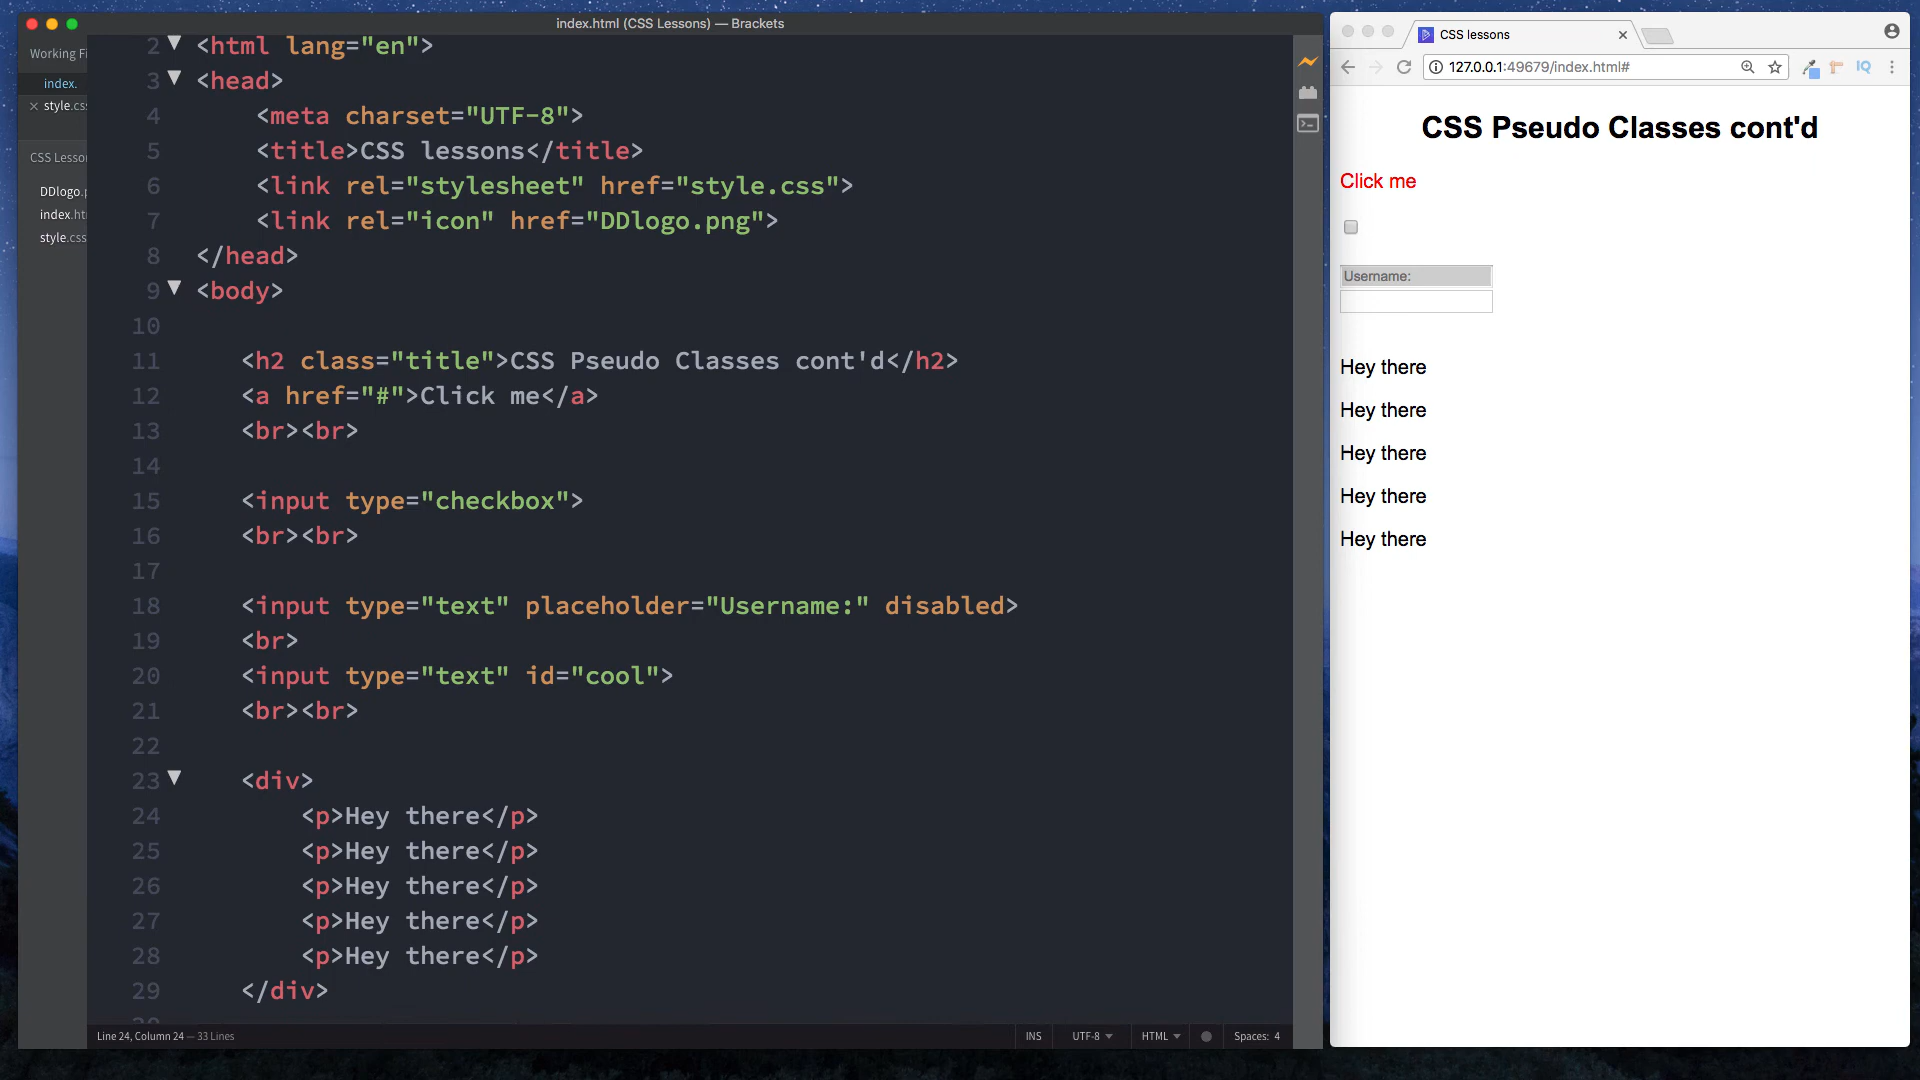 index.html (CSS Lessons) — Brackets
Working Fi
index.
style.css
CSS Lesso
DDlogo.p
index.ht
style.css
2 <html lang="en">
3 <head>
4 <meta charset="UTF-8">
5 <title>CSS lessons</title>
6 <link rel="stylesheet" href="style.css">
7 <link rel="icon" href="DDlogo.png">
8 </head>
9 <body>
10
11 <h2 class="title">CSS Pseudo Classes cont'd</h2>
12 <a href="#">Click me</a>
13 <br><br>
14
15 <input type="checkbox">
16 <br><br>
17
18 <input type="text" placeholder="Username:" disabled>
19 <br>
20 <input type="text" id="cool">
21 <br><br>
22
23 <div>
24 <p>Hey there</p>
25 <p>Hey there</p>
26 <p>Hey there</p>
27 <p>Hey there</p>
28 <p>Hey there</p>
29 </div>
Line 24, Column 24 — 33 Lines
INS UTF-8 HTML Spaces: 4
CSS lessons
127.0.0.1:49679/index.html#
IQ
CSS Pseudo Classes cont'd
Click me
Username:
Hey there
Hey there
Hey there
Hey there
Hey there